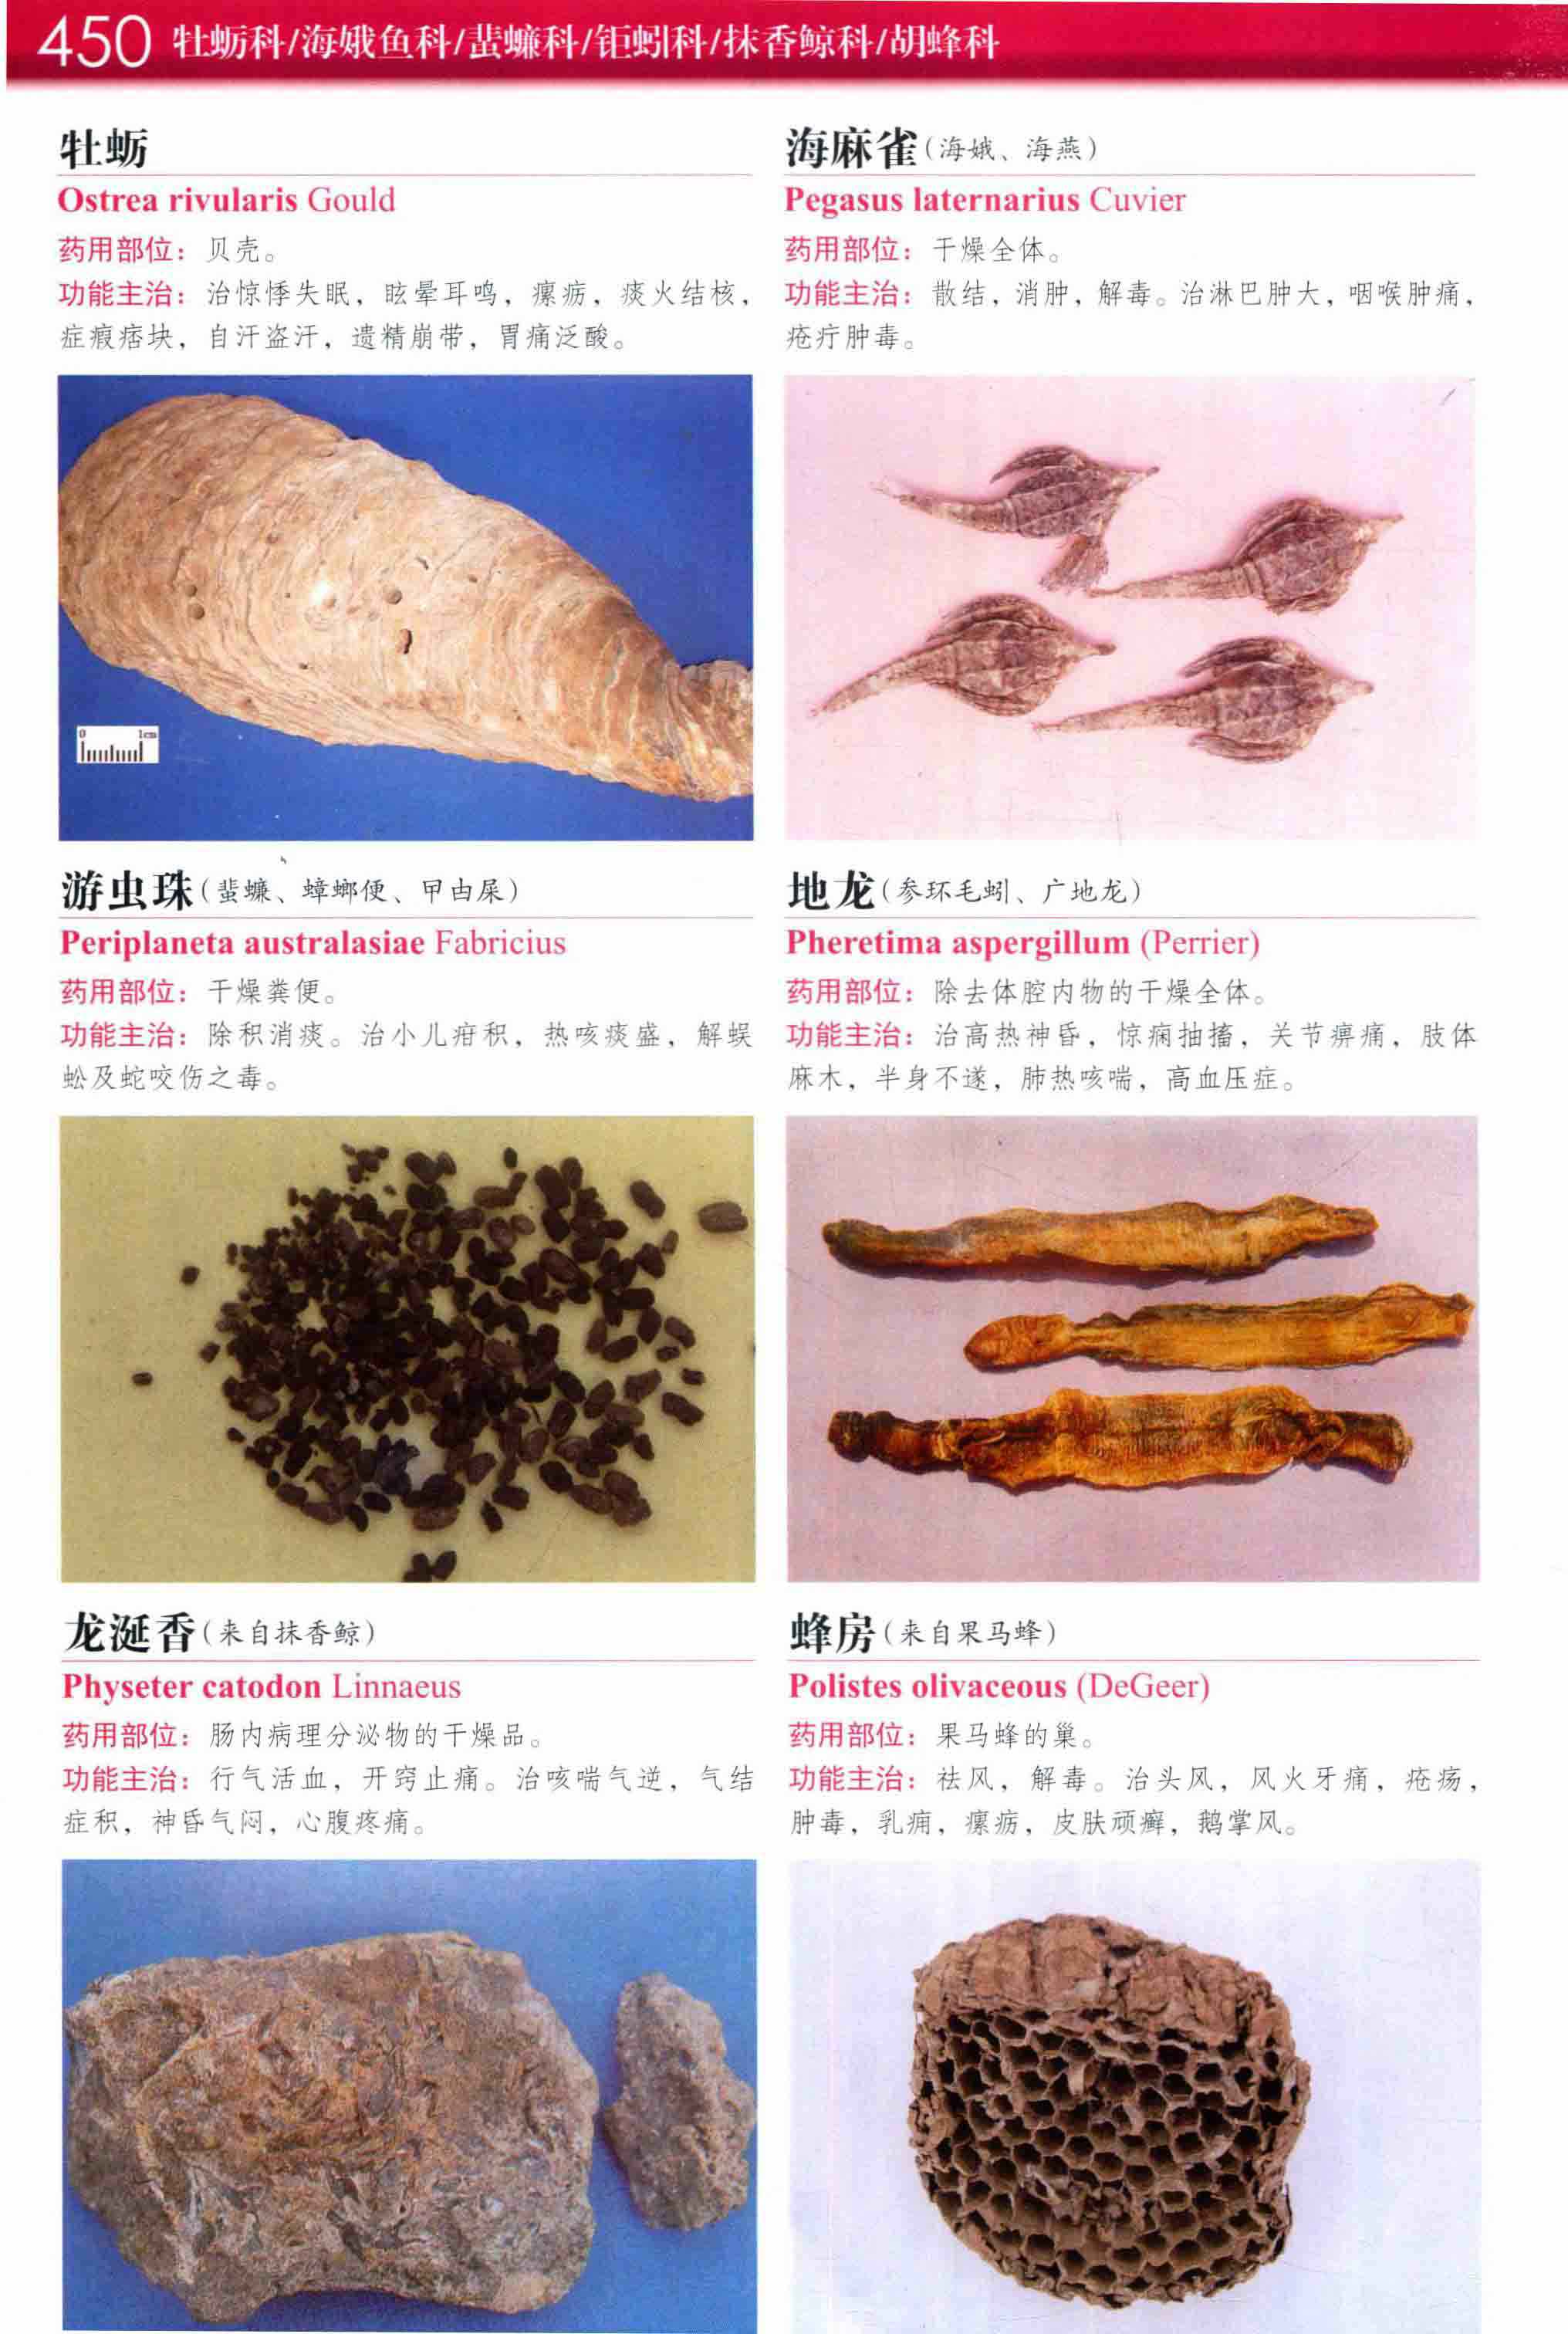 450 牡蛎科/海娥鱼科/蜚蠊科/钜蚓科/抹香鲸科/胡蜂科
牡蛎
Ostrea rivularis Gould
药用部位：贝壳。
功能主治：治惊悸失眠，眩晕耳鸣，瘰疬，痰火结核，
症瘕痞块，自汗盗汗，遗精崩带，胃痛泛酸。
0 1cm
海麻雀（海娥、海燕）
Pegasus laternarius Cuvier
药用部位：干燥全体。
功能主治：散结，消肿，解毒。治淋巴肿大，咽喉肿痛，
疮疔肿毒。
游虫珠（蜚蠊、蟑螂便、甲由屎）
Periplaneta australasiae Fabricius
药用部位：干燥粪便。
功能主治：除积消痰。治小儿疳积，热咳痰盛，解蜈
蚣及蛇咬伤之毒。
地龙（参环毛蚓、广地龙）
Pheretima aspergillum (Perrier)
药用部位：除去体腔内物的干燥全体。
功能主治：治高热神昏，惊痫抽搐，关节痹痛，肢体
麻木，半身不遂，肺热咳喘，高血压症。
龙涎香（来自抹香鲸）
Physeter catodon Linnaeus
药用部位：肠内病理分泌物的干燥品。
功能主治：行气活血，开窍止痛。治咳喘气逆，气结
症积，神昏气闷，心腹疼痛。
蜂房（来自果马蜂）
Polistes olivaceous (DeGeer)
药用部位：果马蜂的巢。
功能主治：祛风，解毒。治头风，风火牙痛，疮疡，
肿毒，乳痈，瘰疬，皮肤顽癣，鹅掌风。